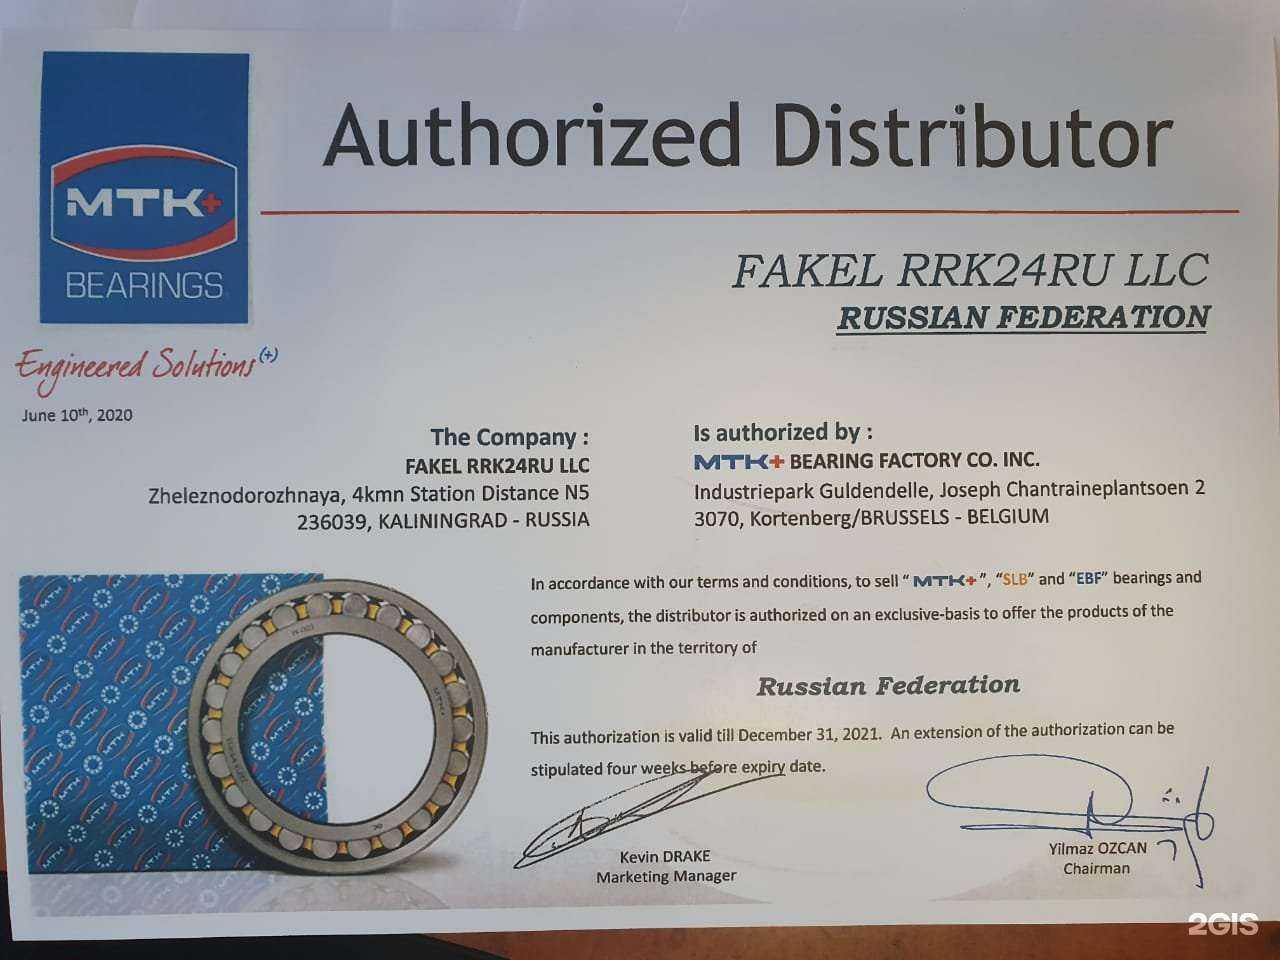 Authorized Distributor
MTK+
BEARINGS
Engineered Solutions(+)
June 10th, 2020
FAKEL RRK24RU LLC
RUSSIAN FEDERATION
The Company :
FAKEL RRK24RU LLC
Zheleznodorozhnaya, 4kmn Station Distance N5
236039, KALININGRAD - RUSSIA
Is authorized by :
MTK+ BEARING FACTORY CO. INC.
Industriepark Guldendelle, Joseph Chantraineplantsoen 2
3070, Kortenberg/BRUSSELS - BELGIUM
In accordance with our terms and conditions, to sell “ MTK+ ”, “SLB” and “EBF” bearings and
components, the distributor is authorized on an exclusive-basis to offer the products of the
manufacturer in the territory of
Russian Federation
This authorization is valid till December 31, 2021. An extension of the authorization can be
stipulated four weeks before expiry date.
Kevin DRAKE
Marketing Manager
Yilmaz OZCAN
Chairman
MTK+
2GIS